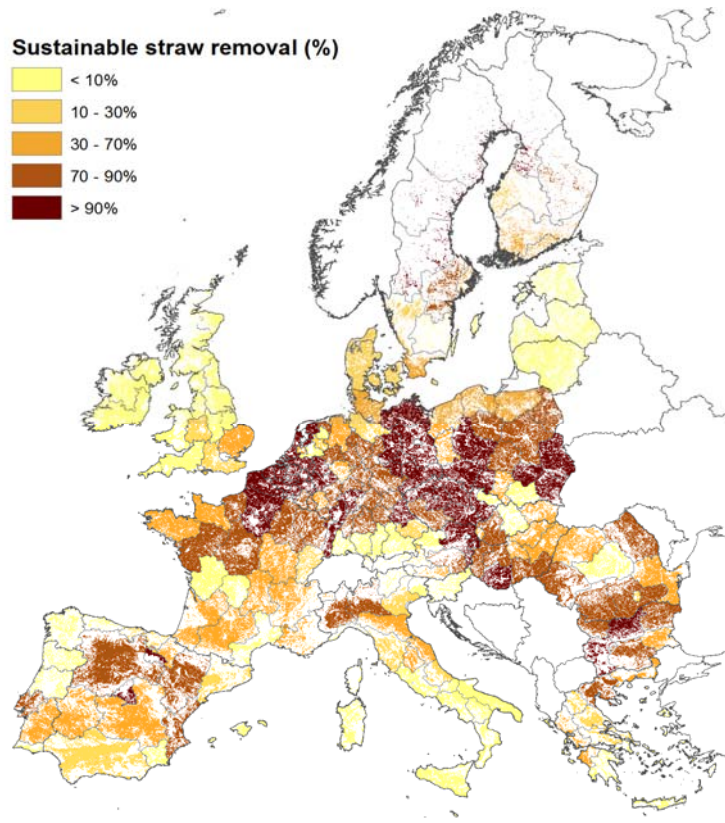 Sustainable straw removal (%)
< 10%
10 - 30%
30 - 70%
70 - 90%
> 90%